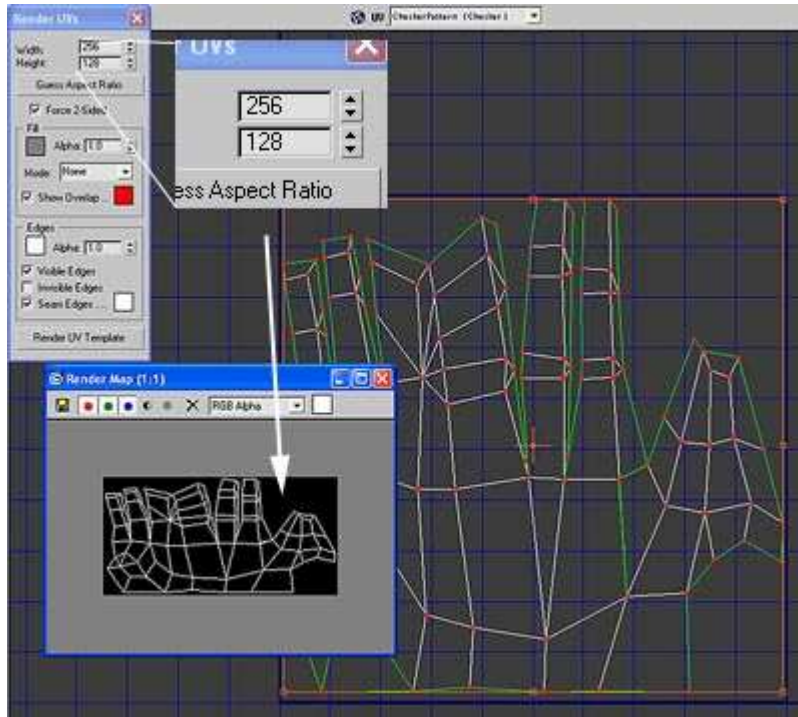 Render UVs
UV CheckerPattern (Checker)
Width: 256
Height: 128
Guess Aspect Ratio
Force 2-Sided
Fill
Alpha: 1.0
Mode: None
Show Overlap ...
Edges
Alpha: 1.0
Visible Edges
Invisible Edges
Seam Edges ...
Render UV Template
r UVs
256
128
ess Aspect Ratio
Render Map (1:1)
RGB Alpha